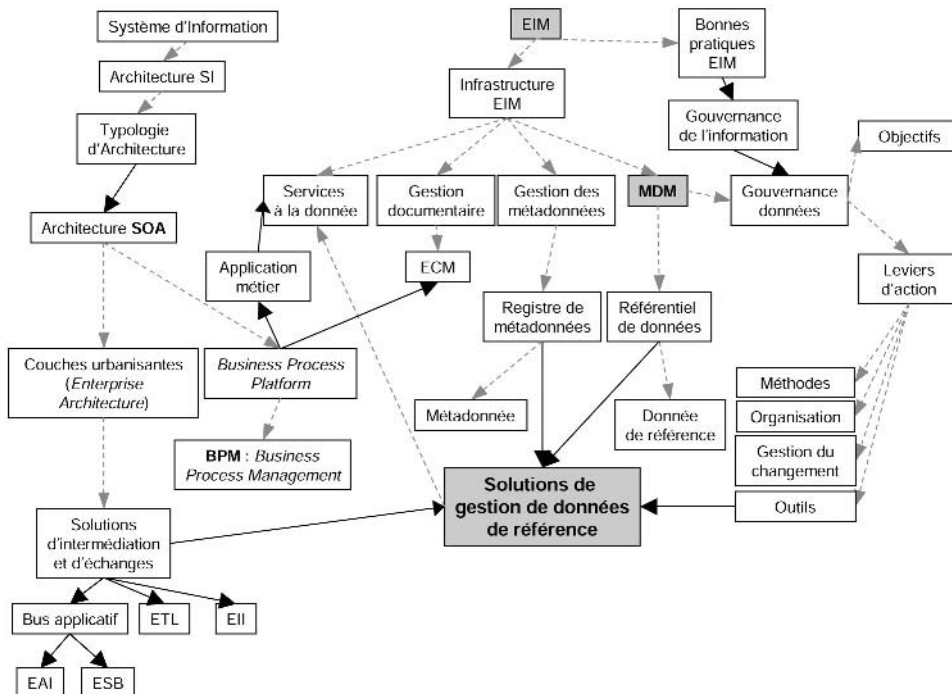 Système d'Information
EIM
Bonnes
pratiques
EIM
Architecture SI
Infrastructure
EIM
Typologie
d'Architecture
Gouvernance
de l'information
Objectifs
Services
à la donnée
Gestion
documentaire
Gestion des
métadonnées
MDM
Gouvernance
données
Architecture SOA
Application
métier
ECM
Leviers
d'action
Registre de
métadonnées
Référentiel
de données
Couches urbanisantes
(Enterprise
Architecture)
Business Process
Platform
Méthodes
Métadonnée
Donnée
de référence
Organisation
BPM : Business
Process Management
Gestion du
changement
Solutions de
gestion de données
de référence
Outils
Solutions
d'intermédiation
et d'échanges
Bus applicatif
ETL
EII
EAI
ESB